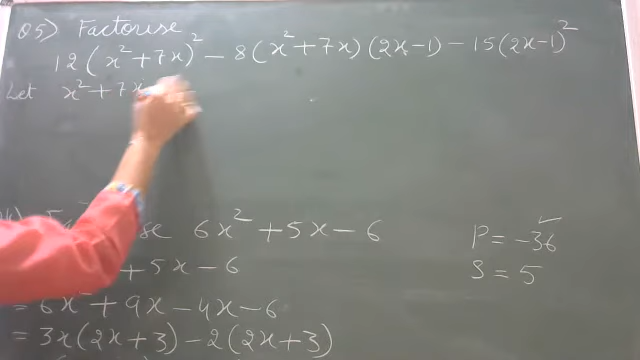 Q5) Factorise
12(x²+7x)² - 8(x²+7x)(2x-1) - 15(2x-1)²
Let x²+7x
6x²+5x-6
P = -36
+5x-6
S = 5
= 6x²+9x-4x-6
= 3x(2x+3)-2(2x+3)